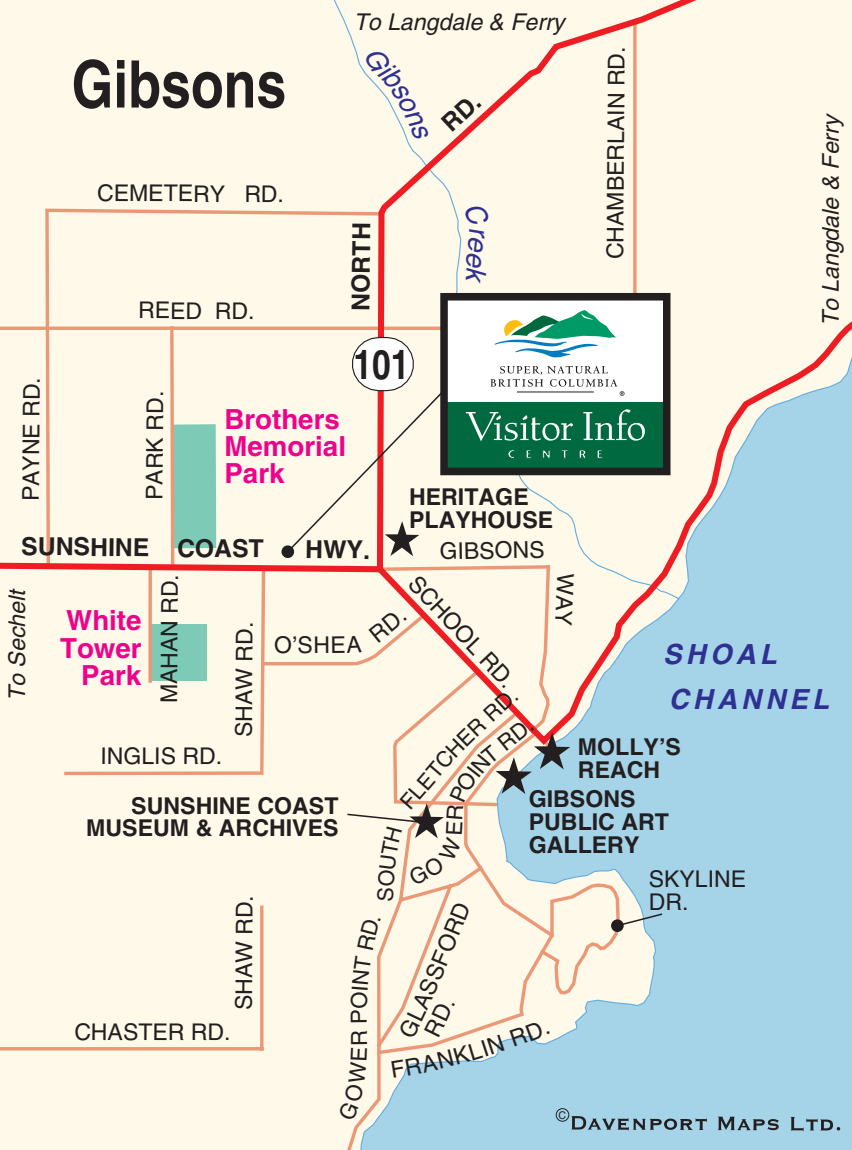 To Langdale & Ferry
Gibsons
Gibsons
Creek
RD.
NORTH
CHAMBERLAIN RD.
To Langdale & Ferry
CEMETERY RD.
REED RD.
101
SUPER, NATURAL
BRITISH COLUMBIA
®
Visitor Info
CENTRE
PAYNE RD.
PARK RD.
Brothers
Memorial
Park
HERITAGE
PLAYHOUSE
SUNSHINE COAST HWY.
GIBSONS
WAY
To Sechelt
White
Tower
Park
MAHAN RD.
SHAW RD.
O'SHEA RD.
SCHOOL RD.
SHOAL
CHANNEL
INGLIS RD.
FLETCHER RD.
GOWER POINT RD.
MOLLY'S
REACH
GIBSONS
PUBLIC ART
GALLERY
SUNSHINE COAST
MUSEUM & ARCHIVES
SOUTH
SKYLINE
DR.
SHAW RD.
GOWER POINT RD.
GLASSFORD
RD.
CHASTER RD.
FRANKLIN RD.
©DAVENPORT MAPS LTD.